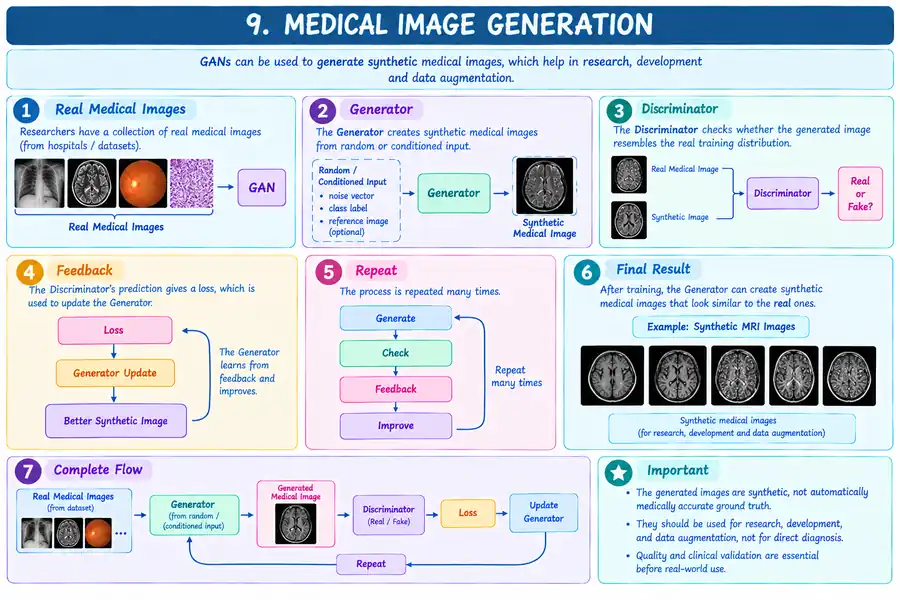 9. MEDICAL IMAGE GENERATION
GANs can be used to generate synthetic medical images, which help in research, development
and data augmentation.
1 Real Medical Images
Researchers have a collection of real medical images
(from hospitals / datasets).
GAN
Real Medical Images
2 Generator
The Generator creates synthetic medical images
from random or conditioned input.
Random /
Conditioned Input
• noise vector
• class label
• reference image
(optional)
Generator
Synthetic
Medical Image
3 Discriminator
The Discriminator checks whether the generated image
resembles the real training distribution.
Real Medical Image
Synthetic Image
Discriminator
Real
or
Fake?
4 Feedback
The Discriminator's prediction gives a loss, which is
used to update the Generator.
Loss
Generator Update
Better Synthetic Image
The Generator
learns from
feedback and
improves.
5 Repeat
The process is repeated many times.
Generate
Check
Feedback
Improve
Repeat
many times
6 Final Result
After training, the Generator can create synthetic
medical images that look similar to the real ones.
Example: Synthetic MRI Images
Synthetic medical images
(for research, development and data augmentation)
7 Complete Flow
Real Medical Images
(from dataset)
...
Generator
(from random /
(conditioned input)
Generated
Medical Image
Discriminator
(Real / Fake)
Loss
Update
Generator
Repeat
Important
• The generated images are synthetic, not automatically
medically accurate ground truth.
• They should be used for research, development,
and data augmentation, not for direct diagnosis.
• Quality and clinical validation are essential
before real-world use.